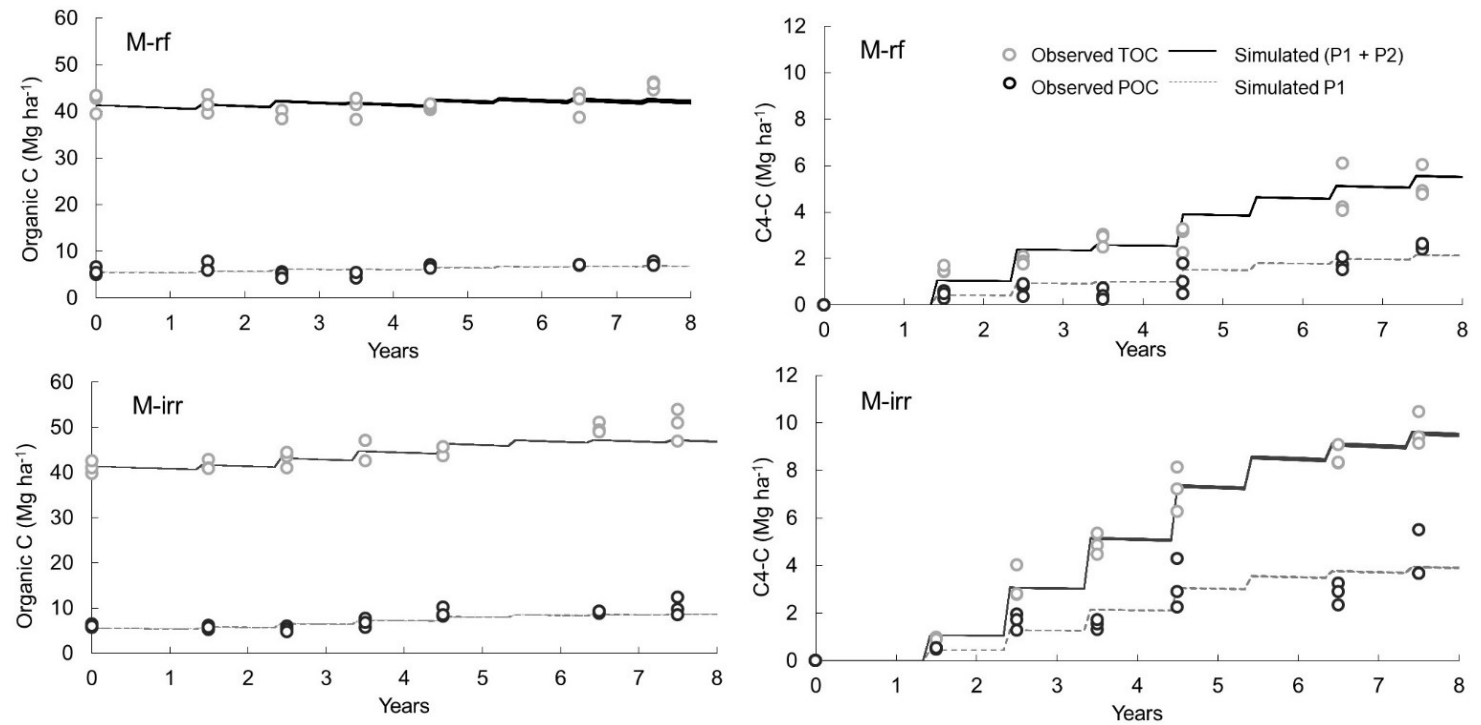 M-rf
Organic C (Mg ha⁻¹)
60
50
40
30
20
10
0
0 1 2 3 4 5 6 7 8
Years
M-rf
Observed TOC Simulated (P1 + P2)
Observed POC Simulated P1
C4-C (Mg ha⁻¹)
12
10
8
6
4
2
0
0 1 2 3 4 5 6 7 8
Years
M-irr
Organic C (Mg ha⁻¹)
60
50
40
30
20
10
0
0 1 2 3 4 5 6 7 8
Years
M-irr
C4-C (Mg ha⁻¹)
12
10
8
6
4
2
0
0 1 2 3 4 5 6 7 8
Years